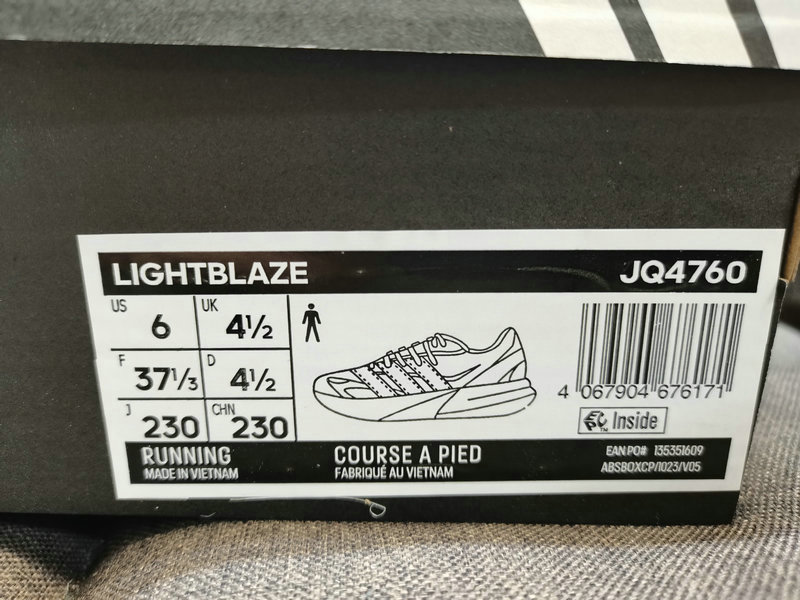 LIGHTBLAZE JQ4760
US 6 UK 4½
F 37⅓ D 4½
J 230 CHN 230
4 067904 676171
EPC™ Inside
RUNNING COURSE A PIED EAN PO# 135351609
MADE IN VIETNAM FABRIQUÉ AU VIETNAM ABSBOXCP/1023/V05